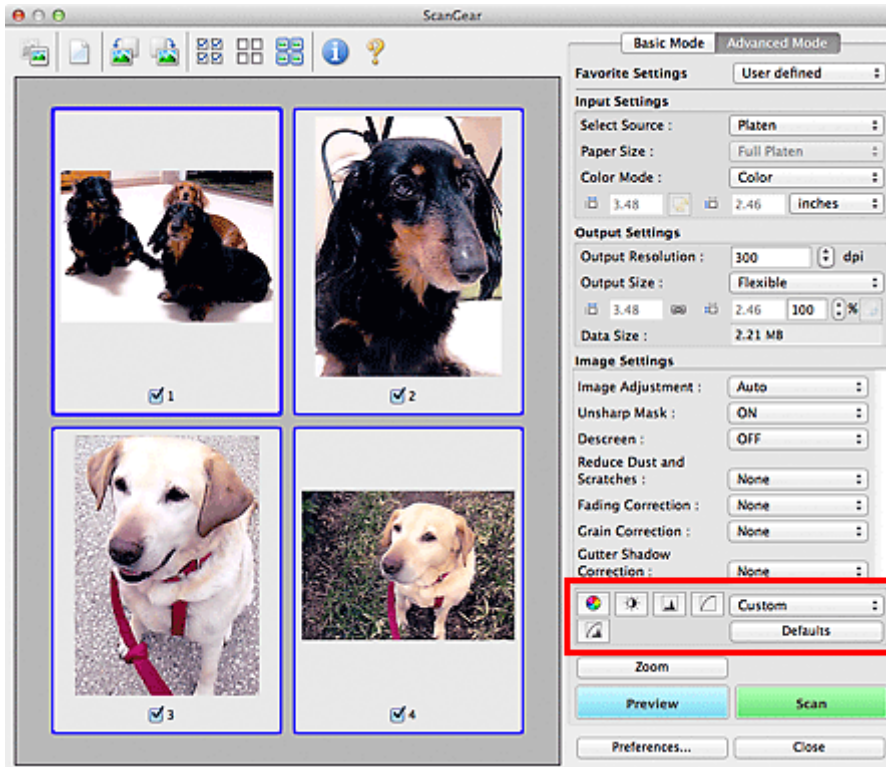 ScanGear
Basic Mode Advanced Mode
Favorite Settings User defined
Input Settings
Select Source : Platen
Paper Size : Full Platen
Color Mode : Color
3.48 2.46 inches
Output Settings
Output Resolution : 300 dpi
Output Size : Flexible
3.48 2.46 100 %
Data Size : 2.21 MB
Image Settings
Image Adjustment : Auto
Unsharp Mask : ON
Descreen : OFF
Reduce Dust and
Scratches : None
Fading Correction : None
Grain Correction : None
Gutter Shadow
Correction : None
Custom
Defaults
Zoom
Preview Scan
Preferences... Close
1
2
3
4